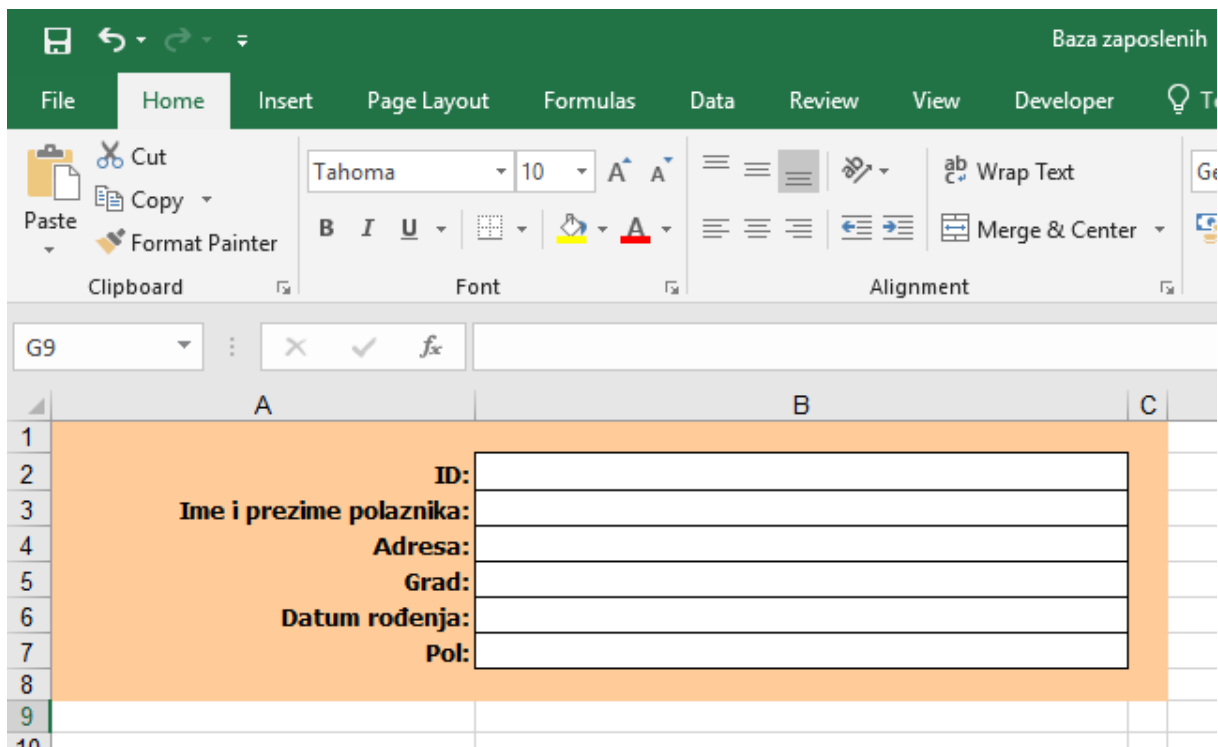 Baza zaposlenih
File Home Insert Page Layout Formulas Data Review View Developer
Cut
Copy
Paste
Format Painter
Clipboard
Tahoma 10
B I U
Font
Wrap Text
Merge & Center
Alignment
G9 fx
A B C
1
2 ID:
3 Ime i prezime polaznika:
4 Adresa:
5 Grad:
6 Datum rođenja:
7 Pol:
8
9
10